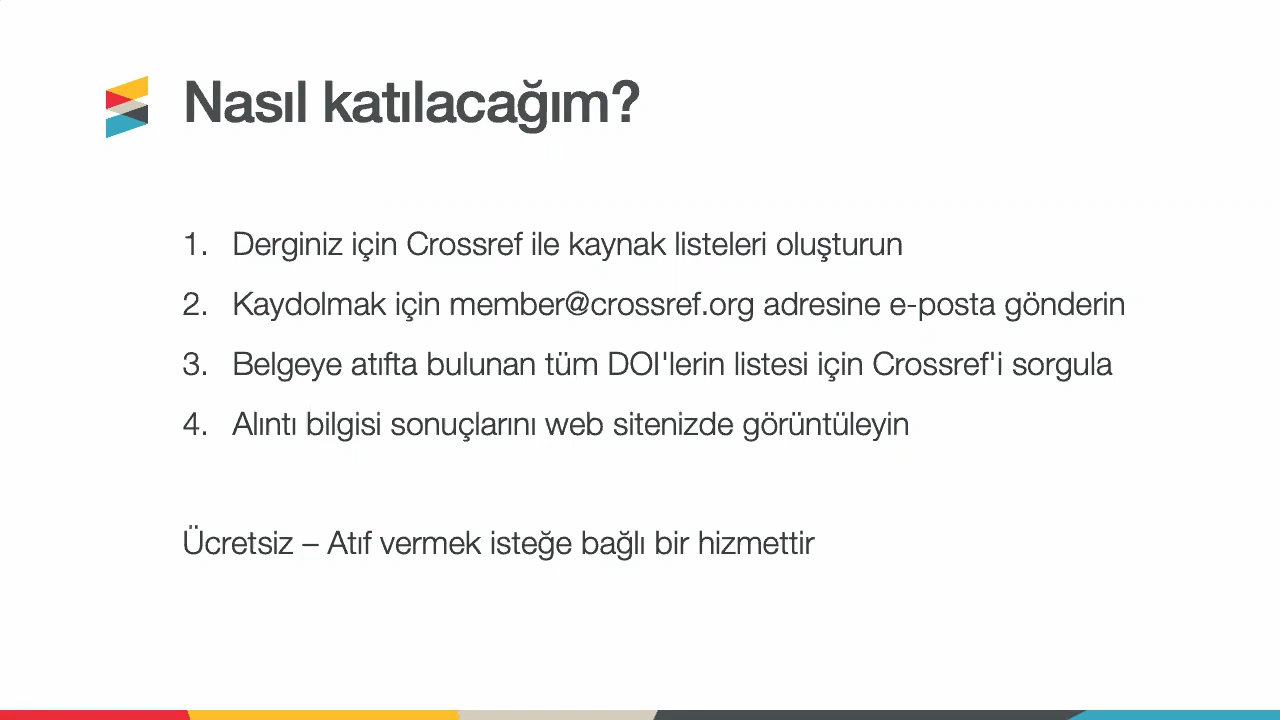 Nasıl katılacağım?
1. Derginiz için Crossref ile kaynak listeleri oluşturun
2. Kaydolmak için member@crossref.org adresine e-posta gönderin
3. Belgeye atıfta bulunan tüm DOI'lerin listesi için Crossref'i sorgula
4. Alıntı bilgisi sonuçlarını web sitenizde görüntüleyin
Ücretsiz – Atıf vermek isteğe bağlı bir hizmettir